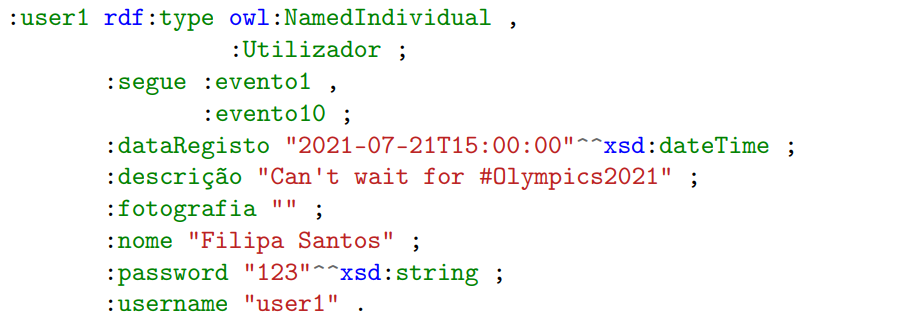 :user1 rdf:type owl:NamedIndividual ,
:Utilizador ;
:segue :evento1 ,
:evento10 ;
:dataRegisto "2021-07-21T15:00:00"^^xsd:dateTime ;
:descrição "Can't wait for #Olympics2021" ;
:fotografia "" ;
:nome "Filipa Santos" ;
:password "123"^^xsd:string ;
:username "user1" .